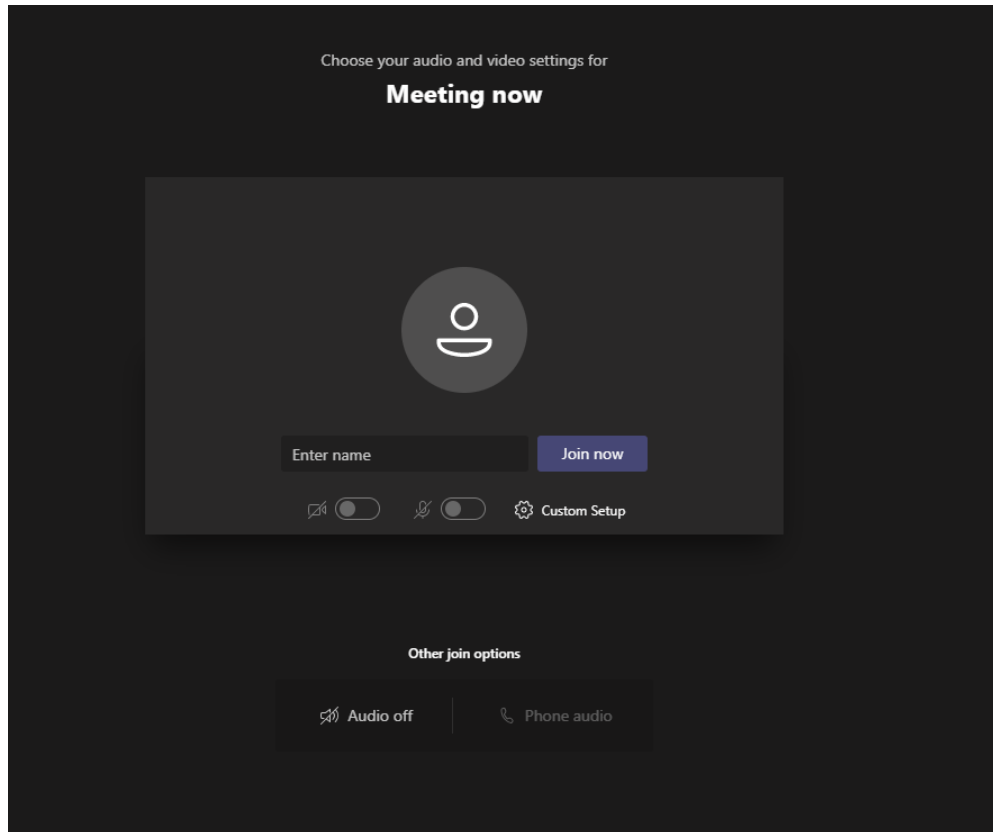 Choose your audio and video settings for
Meeting now
Enter name
Join now
Custom Setup
Other join options
Audio off
Phone audio